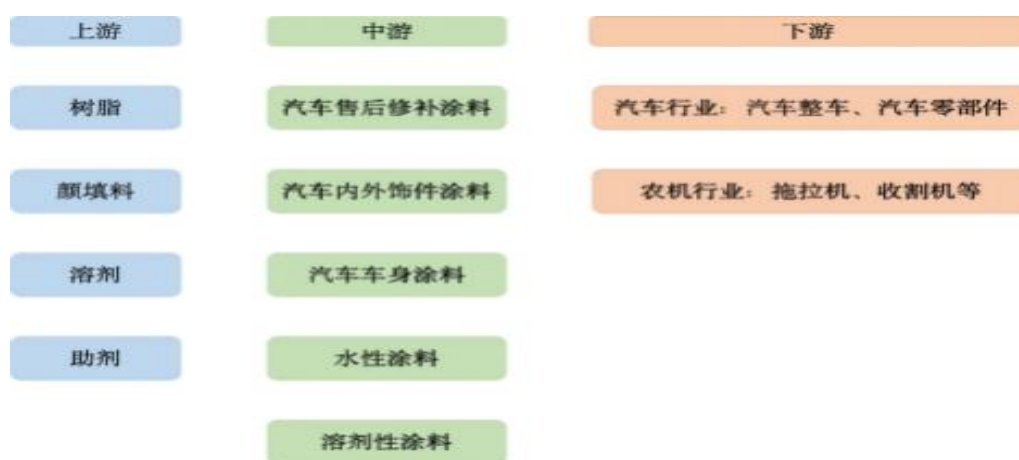 上游 中游 下游
树脂 汽车售后修补涂料 汽车行业：汽车整车、汽车零部件
颜填料 汽车内外饰件涂料 农机行业：拖拉机、收割机等
溶剂 汽车车身涂料
助剂 水性涂料
溶剂性涂料